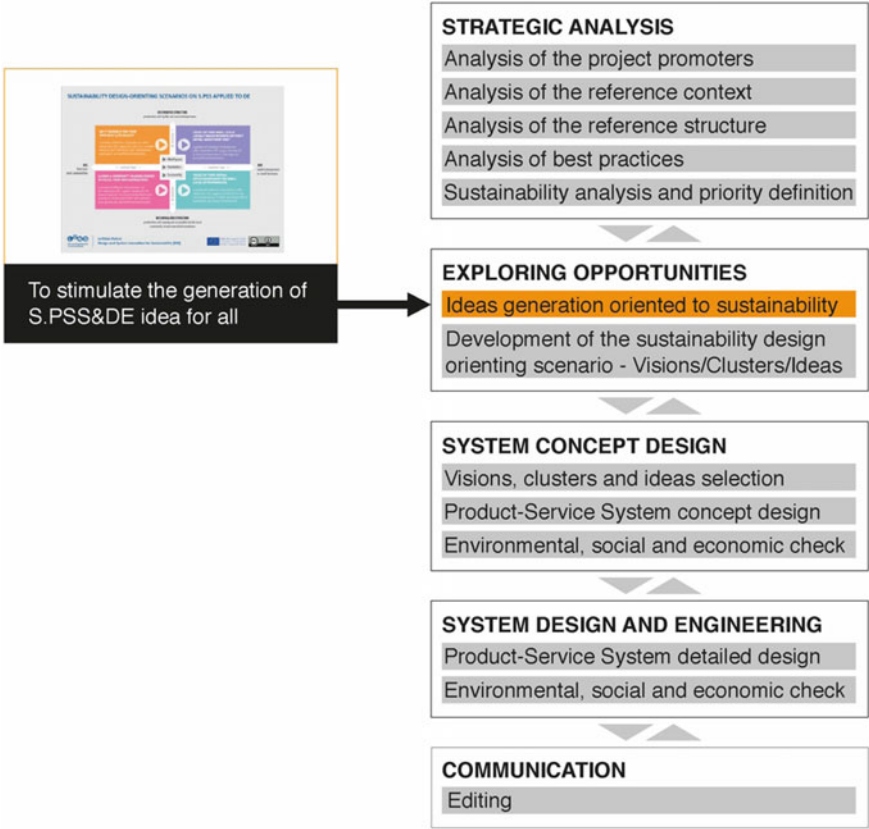 SUSTAINABILITY DESIGN-ORIENTING SCENARIOS ON S.PSS APPLIED TO DE
To stimulate the generation of
S.PSS&DE idea for all
STRATEGIC ANALYSIS
Analysis of the project promoters
Analysis of the reference context
Analysis of the reference structure
Analysis of best practices
Sustainability analysis and priority definition
EXPLORING OPPORTUNITIES
Ideas generation oriented to sustainability
Development of the sustainability design
orienting scenario - Visions/Clusters/Ideas
SYSTEM CONCEPT DESIGN
Visions, clusters and ideas selection
Product-Service System concept design
Environmental, social and economic check
SYSTEM DESIGN AND ENGINEERING
Product-Service System detailed design
Environmental, social and economic check
COMMUNICATION
Editing